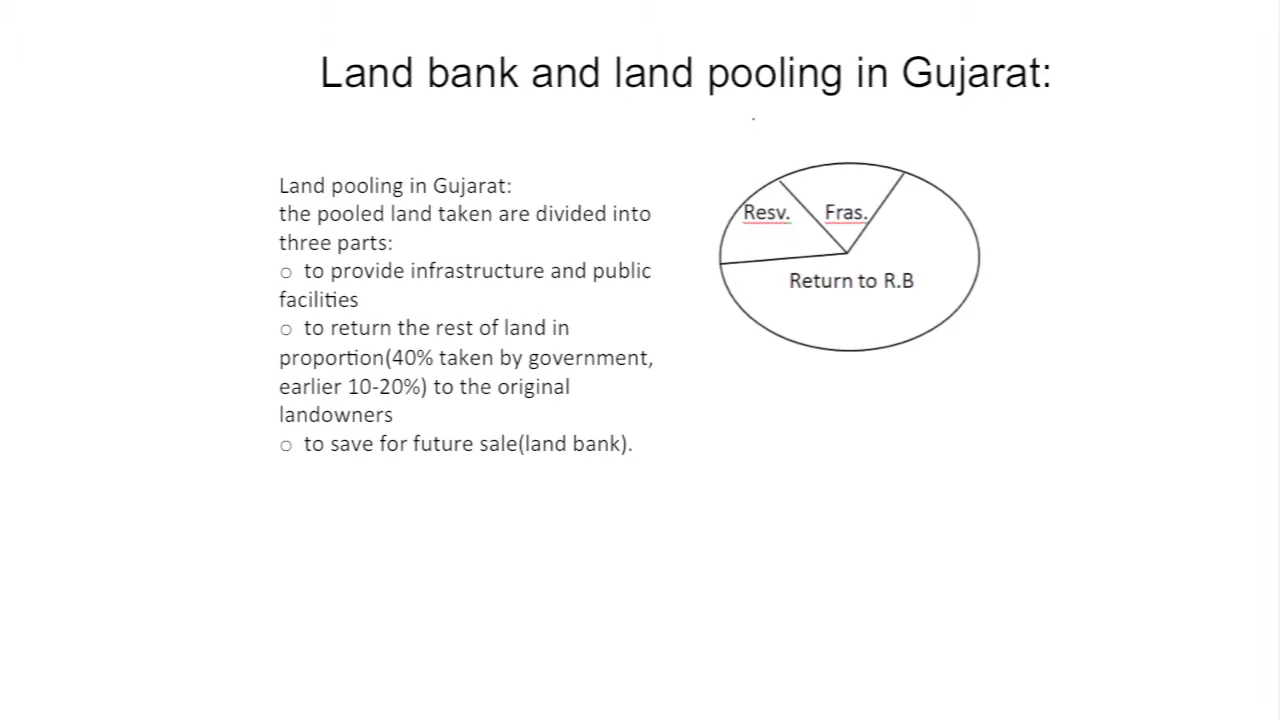 Land bank and land pooling in Gujarat:
Land pooling in Gujarat:
the pooled land taken are divided into
three parts:
○ to provide infrastructure and public
facilities
○ to return the rest of land in
proportion(40% taken by government,
earlier 10-20%) to the original
landowners
○ to save for future sale(land bank).
Resv.
Fras.
Return to R.B